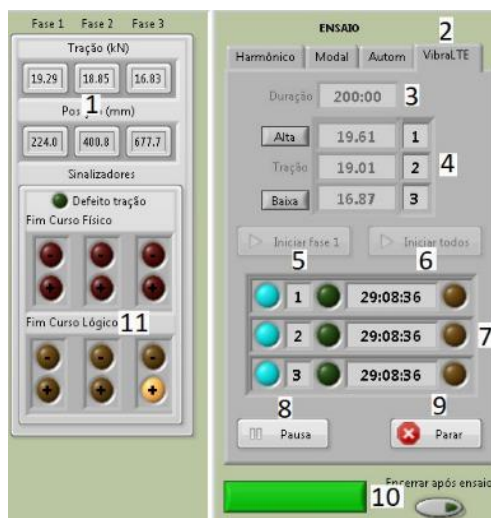 Fase 1 Fase 2 Fase 3
Tração (kN)
19.29 18.85 16.83
1
Posição (mm)
224.0 400.8 677.7
Sinalizadores
Defeito tração
Fim Curso Físico
- - -
+ + +
Fim Curso Lógico 11
- - -
+ + +
2
ENSAIO
Harmônico Modal Autom VibraLTE
Duração 200:00 3
Alta 19.61 1
Tração 19.01 2 4
Baixa 16.87 3
Iniciar fase 1 Iniciar todos
5 6
1 29:08:36
2 29:08:36 7
3 29:08:36
8 9
Pausa Parar
10 Encerrar após ensaio